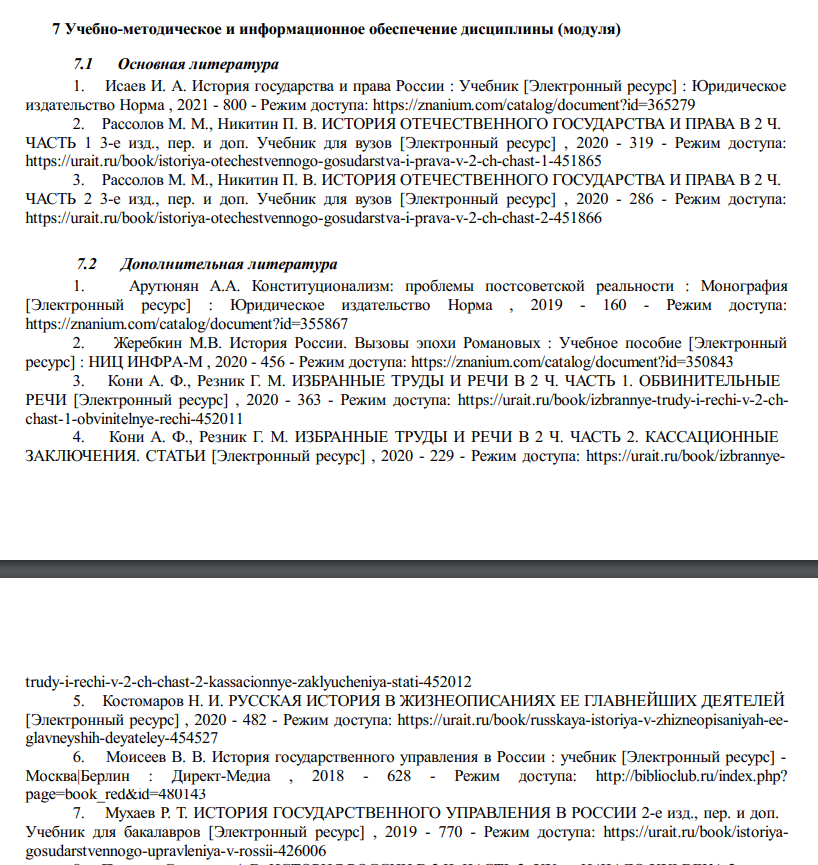 7 Учебно-методическое и информационное обеспечение дисциплины (модуля)
7.1 Основная литература
1. Исаев И. А. История государства и права России : Учебник [Электронный ресурс] : Юридическое
издательство Норма , 2021 - 800 - Режим доступа: https://znanium.com/catalog/document?id=365279
2. Рассолов М. М., Никитин П. В. ИСТОРИЯ ОТЕЧЕСТВЕННОГО ГОСУДАРСТВА И ПРАВА В 2 Ч.
ЧАСТЬ 1 3-е изд., пер. и доп. Учебник для вузов [Электронный ресурс] , 2020 - 319 - Режим доступа:
https://urait.ru/book/istoriya-otechestvennogo-gosudarstva-i-prava-v-2-ch-chast-1-451865
3. Рассолов М. М., Никитин П. В. ИСТОРИЯ ОТЕЧЕСТВЕННОГО ГОСУДАРСТВА И ПРАВА В 2 Ч.
ЧАСТЬ 2 3-е изд., пер. и доп. Учебник для вузов [Электронный ресурс] , 2020 - 286 - Режим доступа:
https://urait.ru/book/istoriya-otechestvennogo-gosudarstva-i-prava-v-2-ch-chast-2-451866
7.2 Дополнительная литература
1. Арутюнян А.А. Конституционализм: проблемы постсоветской реальности : Монография
[Электронный ресурс] : Юридическое издательство Норма , 2019 - 160 - Режим доступа:
https://znanium.com/catalog/document?id=355867
2. Жеребкин М.В. История России. Вызовы эпохи Романовых : Учебное пособие [Электронный
ресурс] : НИЦ ИНФРА-М , 2020 - 456 - Режим доступа: https://znanium.com/catalog/document?id=350843
3. Кони А. Ф., Резник Г. М. ИЗБРАННЫЕ ТРУДЫ И РЕЧИ В 2 Ч. ЧАСТЬ 1. ОБВИНИТЕЛЬНЫЕ
РЕЧИ [Электронный ресурс] , 2020 - 363 - Режим доступа: https://urait.ru/book/izbrannye-trudy-i-rechi-v-2-ch-
chast-1-obvinitelnye-rechi-452011
4. Кони А. Ф., Резник Г. М. ИЗБРАННЫЕ ТРУДЫ И РЕЧИ В 2 Ч. ЧАСТЬ 2. КАССАЦИОННЫЕ
ЗАКЛЮЧЕНИЯ. СТАТЬИ [Электронный ресурс] , 2020 - 229 - Режим доступа: https://urait.ru/book/izbrannye-
trudy-i-rechi-v-2-ch-chast-2-kassacionnye-zaklyucheniya-stati-452012
5. Костомаров Н. И. РУССКАЯ ИСТОРИЯ В ЖИЗНЕОПИСАНИЯХ ЕЕ ГЛАВНЕЙШИХ ДЕЯТЕЛЕЙ
[Электронный ресурс] , 2020 - 482 - Режим доступа: https://urait.ru/book/russkaya-istoriya-v-zhizneopisaniyah-ee-
glavneyshih-deyateley-454527
6. Моисеев В. В. История государственного управления в России : учебник [Электронный ресурс] -
Москва|Берлин : Директ-Медиа , 2018 - 628 - Режим доступа: http://biblioclub.ru/index.php?
page=book_red&id=480143
7. Мухаев Р. Т. ИСТОРИЯ ГОСУДАРСТВЕННОГО УПРАВЛЕНИЯ В РОССИИ 2-е изд., пер. и доп.
Учебник для бакалавров [Электронный ресурс] , 2019 - 770 - Режим доступа: https://urait.ru/book/istoriya-
gosudarstvennogo-upravleniya-v-rossii-426006